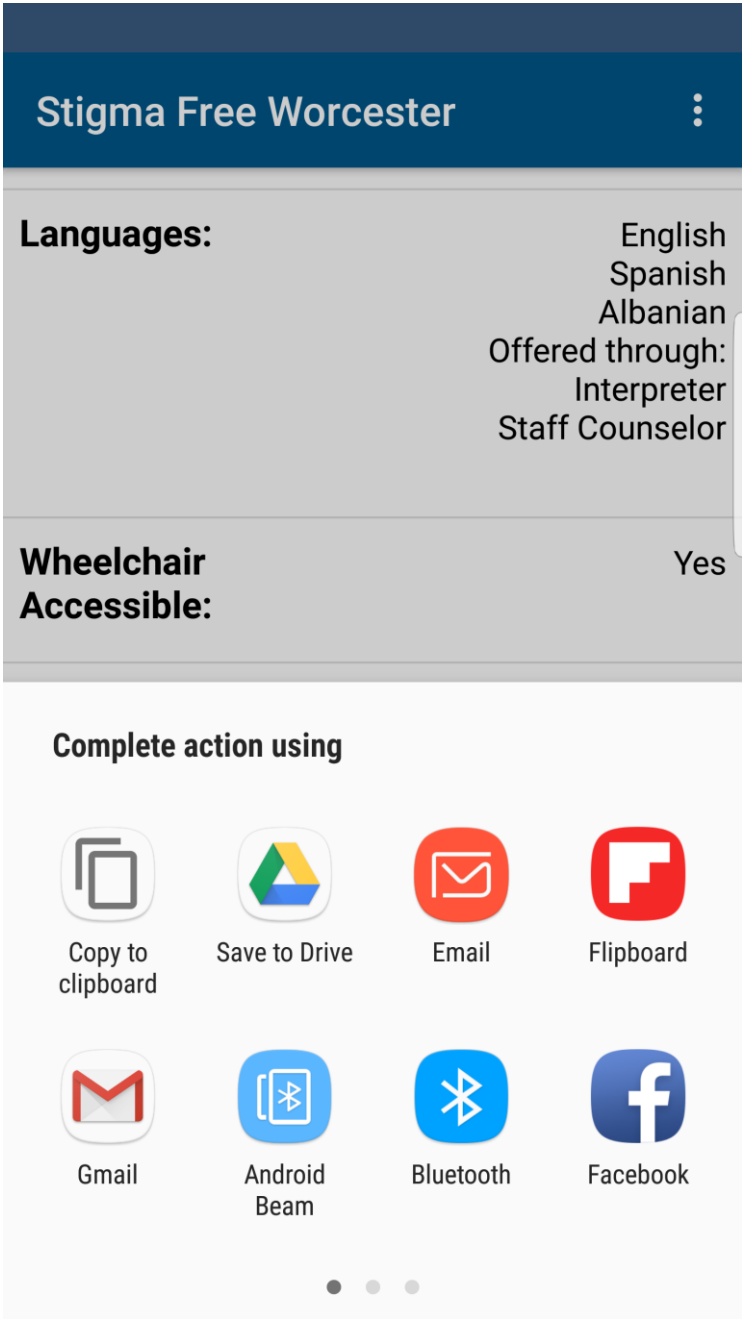 Stigma Free Worcester
Languages:
English
Spanish
Albanian
Offered through:
Interpreter
Staff Counselor
Wheelchair
Accessible:
Yes
Complete action using
Copy to
clipboard
Save to Drive
Email
Flipboard
Gmail
Android
Beam
Bluetooth
Facebook